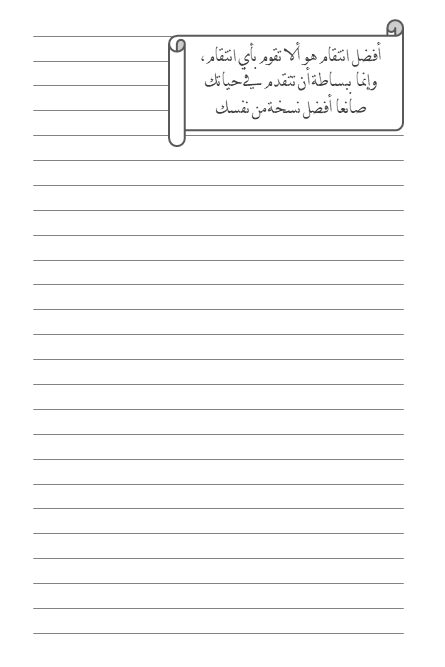 أفضل انتقام هو ألا تقوم بأي انتقام،
وإنما ببساطة أن تتقدم في حياتك
صانعا أفضل نسخة من نفسك